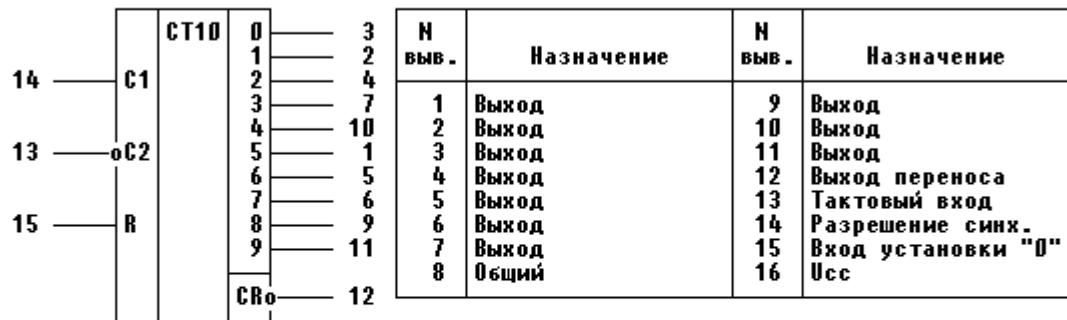 CT10 0 3
1 2
14 C1 2 4
3 7
4 10
13 C2 5 1
6 5
7 6
15 R 8 9
9 11
CR 12
N выв. Назначение N выв. Назначение
1 Выход 9 Выход
2 Выход 10 Выход
3 Выход 11 Выход
4 Выход 12 Выход переноса
5 Выход 13 Тактовый вход
6 Выход 14 Разрешение синх.
7 Выход 15 Вход установки "0"
8 Общий 16 Ucc